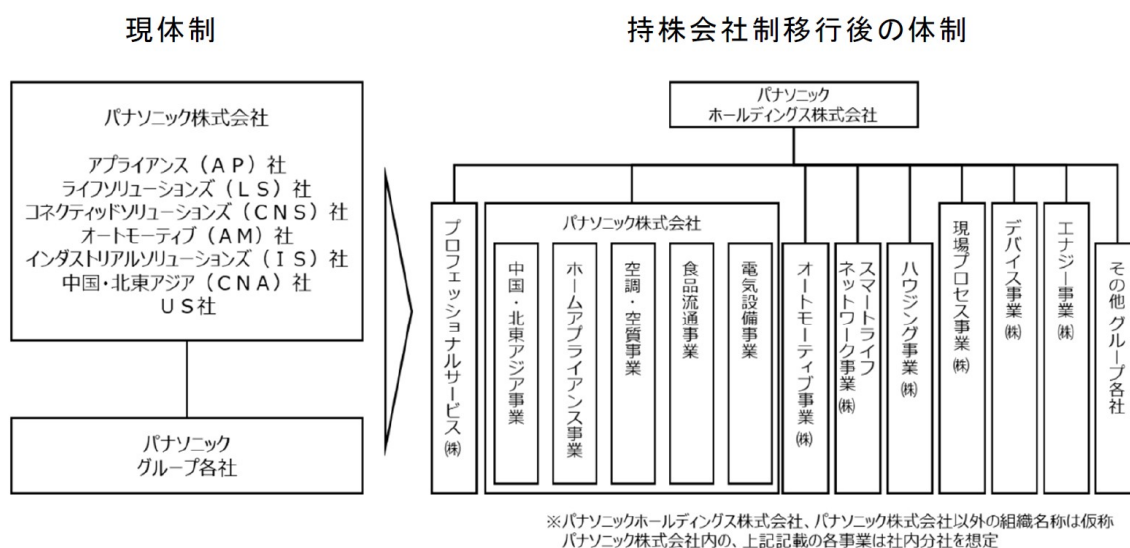 現体制
持株会社制移行後の体制
パナソニック株式会社
アプライアンス（ＡＰ）社
ライフソリューションズ（ＬＳ）社
コネクティッドソリューションズ（ＣＮＳ）社
オートモーティブ（ＡＭ）社
インダストリアルソリューションズ（ＩＳ）社
中国・北東アジア（ＣＮＡ）社
ＵＳ社
パナソニック
グループ各社
パナソニック
ホールディングス株式会社
プロフェッショナルサービス㈱
パナソニック株式会社
中国・北東アジア事業
ホームアプライアンス事業
空調・空質事業
食品流通事業
電気設備事業
オートモーティブ事業㈱
スマートライフ
ネットワーク事業㈱
ハウジング事業㈱
現場プロセス事業㈱
デバイス事業㈱
エナジー事業㈱
その他グループ各社
※パナソニックホールディングス株式会社、パナソニック株式会社以外の組織名称は仮称
パナソニック株式会社内の、上記記載の各事業は社内分社を想定